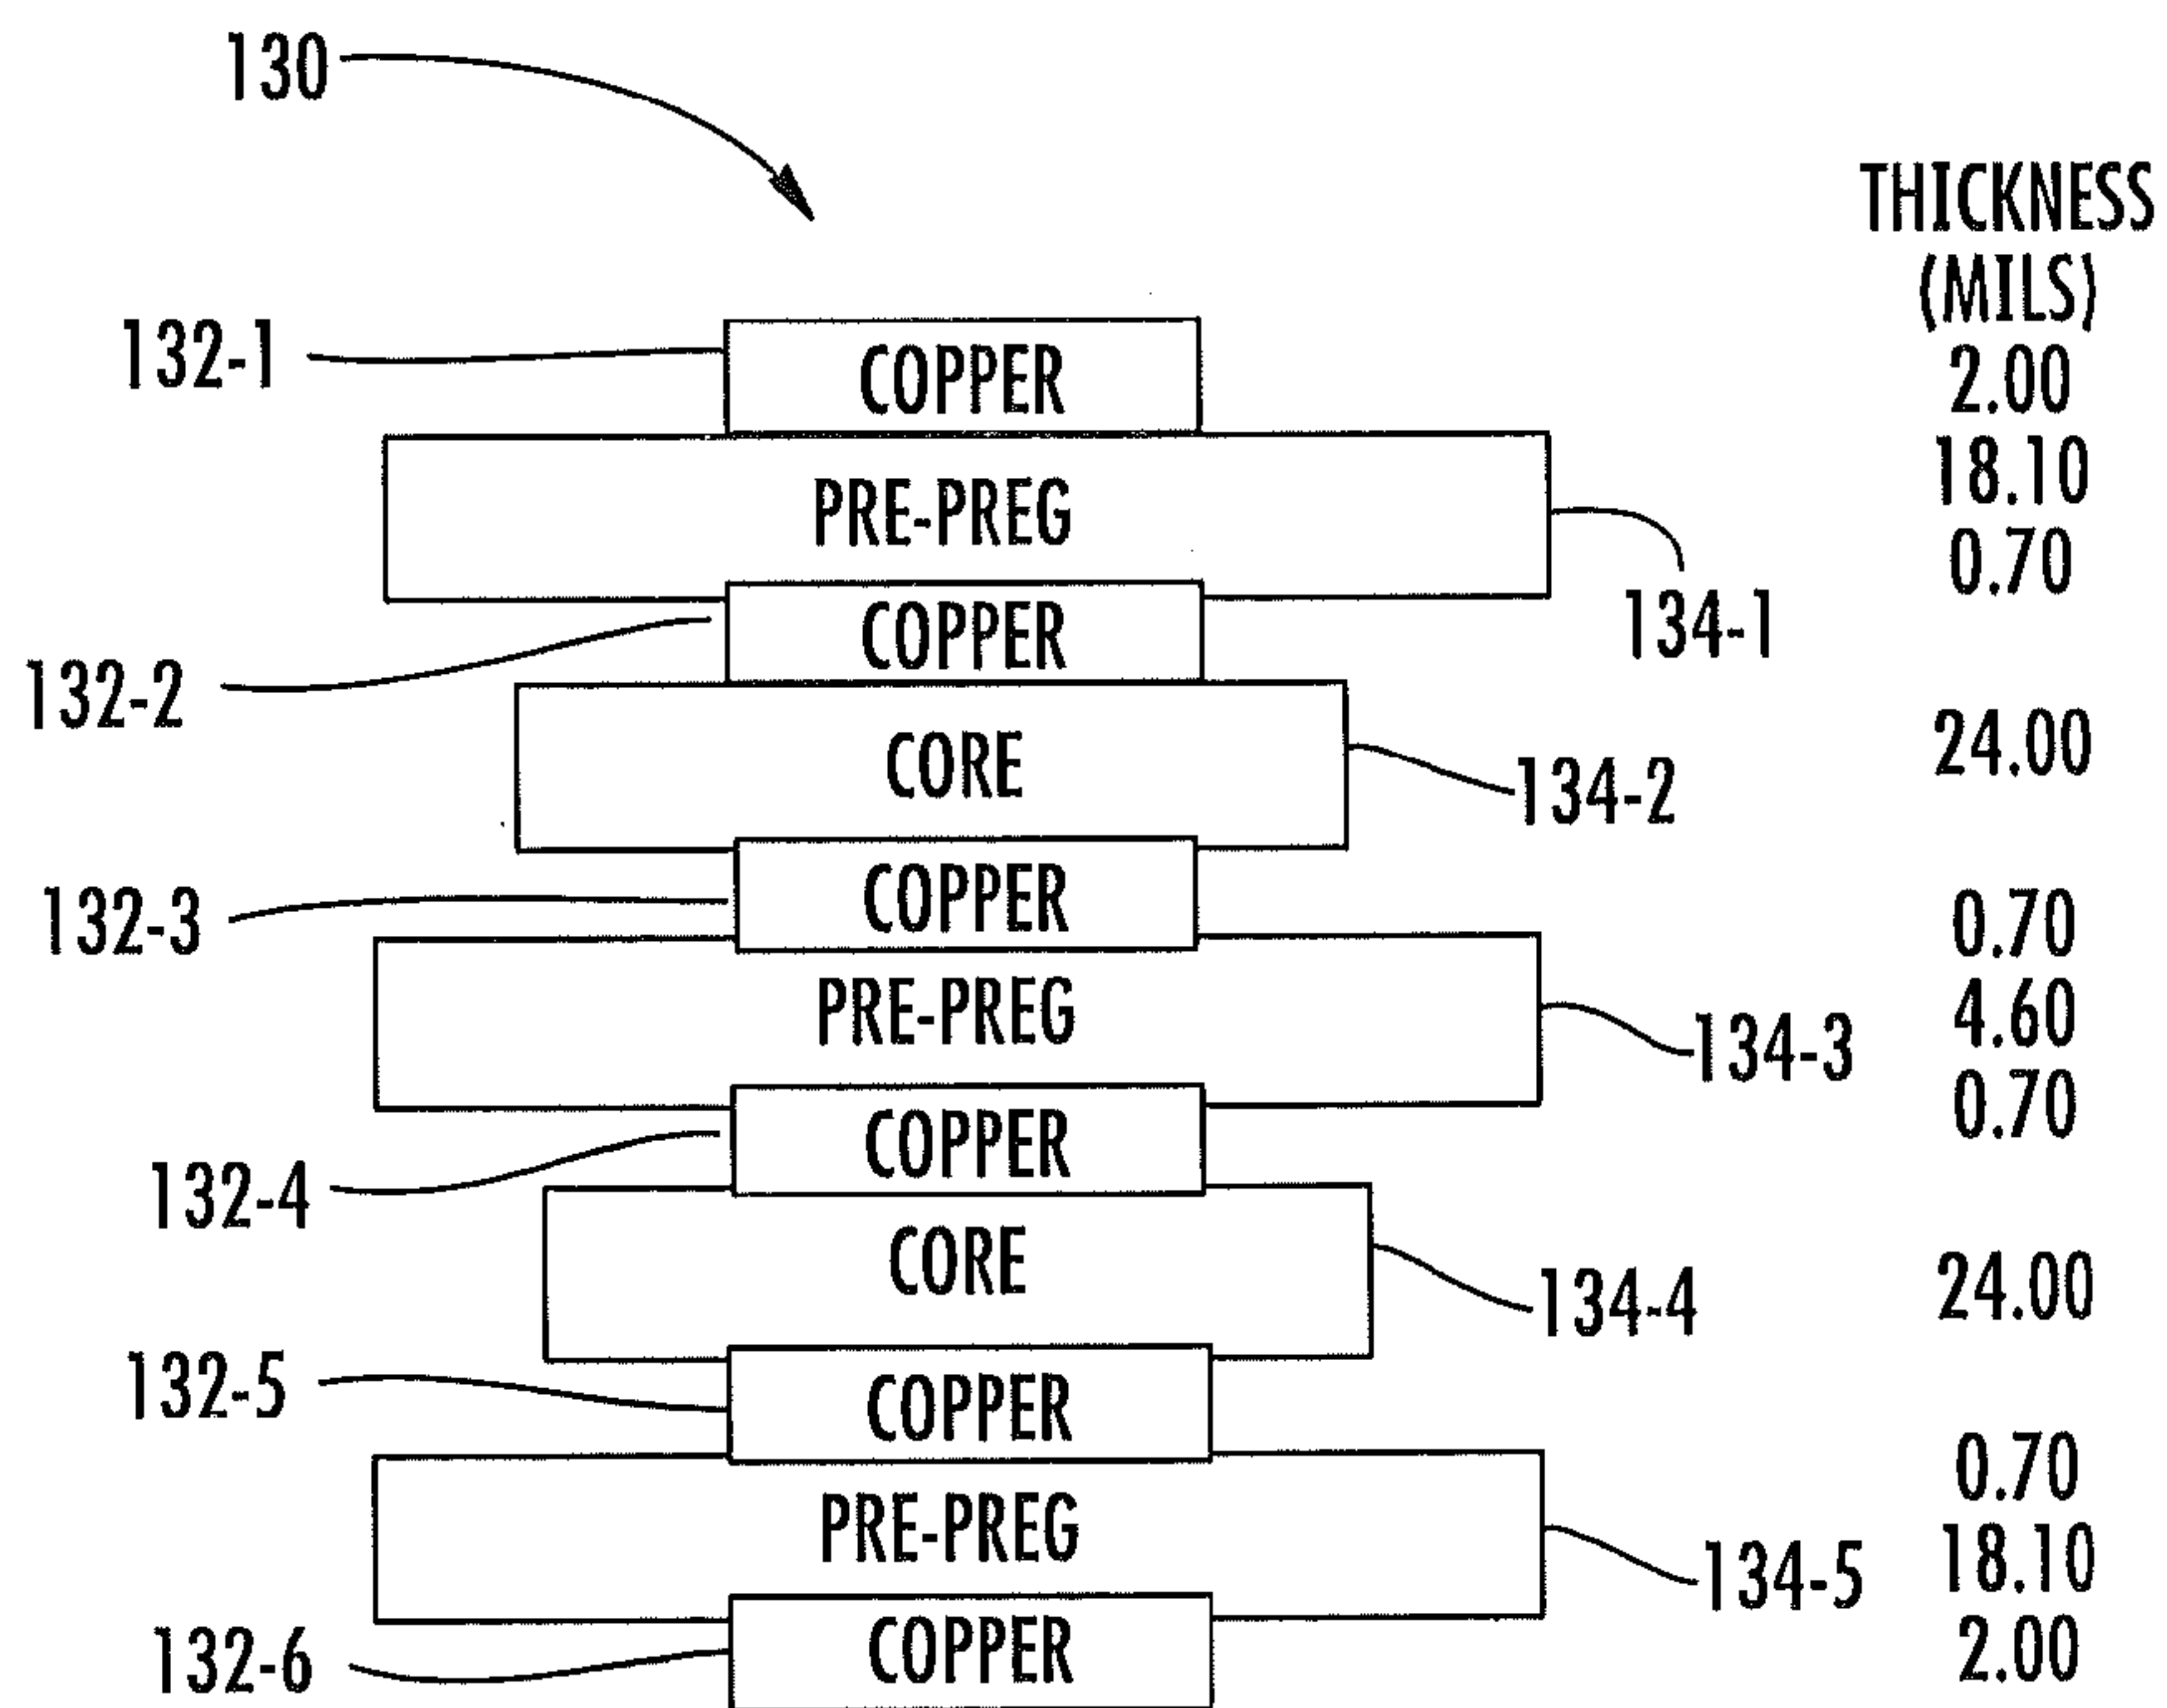 130
THICKNESS
(MILS)
132-1
COPPER
2.00
PRE-PREG
18.10
134-1
132-2
COPPER
0.70
CORE
134-2
24.00
132-3
COPPER
0.70
PRE-PREG
134-3
4.60
132-4
COPPER
0.70
CORE
134-4
24.00
132-5
COPPER
0.70
PRE-PREG
134-5
18.10
132-6
COPPER
2.00